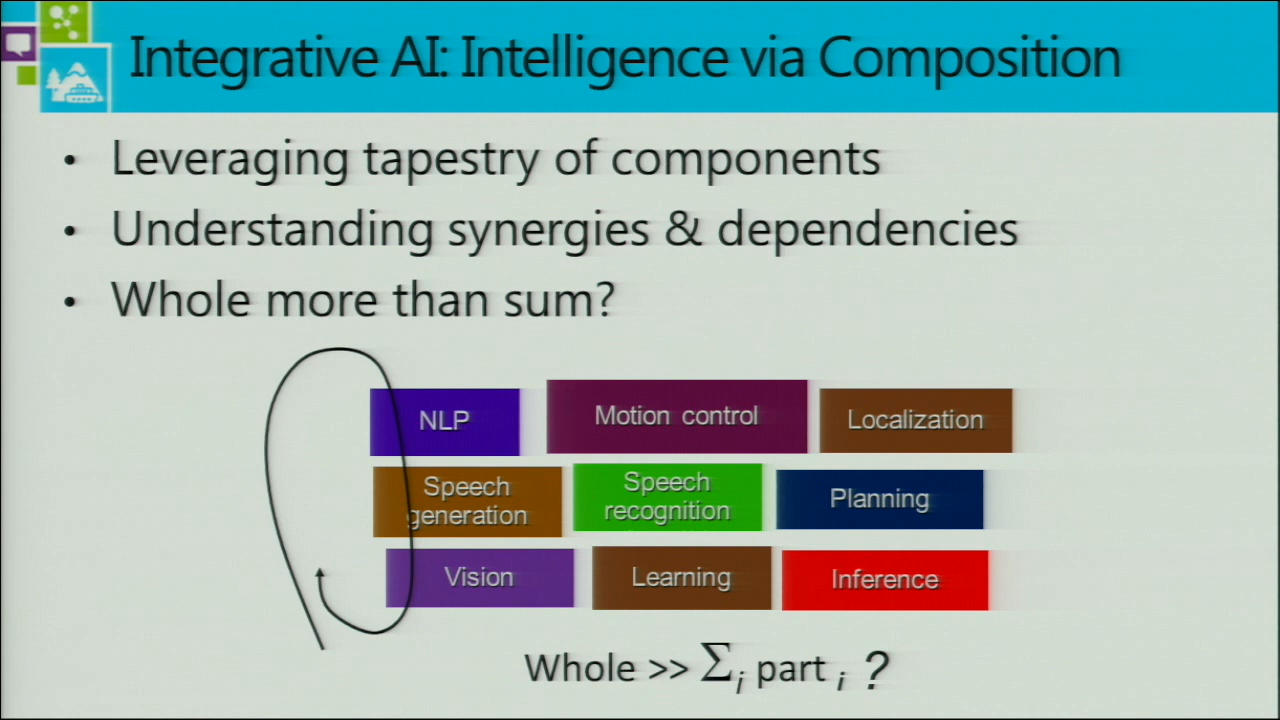 Integrative AI: Intelligence via Composition
• Leveraging tapestry of components
• Understanding synergies & dependencies
• Whole more than sum?
NLP
Motion control
Localization
Speech
generation
Speech
recognition
Planning
Vision
Learning
Inference
Whole >> Σi part i ?